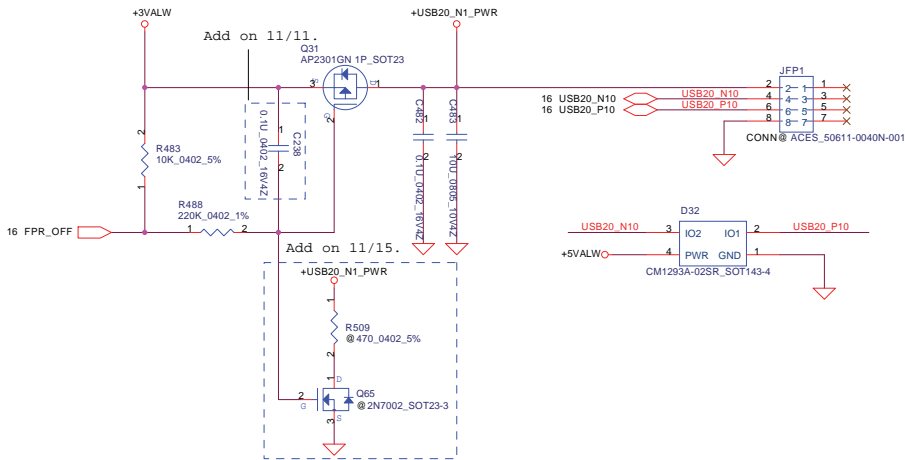 +3VALW
+USB20_N1_PWR
Add on 11/11.
Q31
AP2301GN 1P_SOT23
3
S
D
1
G
2
JFP1
2
2
1
1
4
4
3
3
6
6
5
5
8
8
7
7
16 USB20_N10
16 USB20_P10
USB20_N10
USB20_P10
CONN@ ACES_50611-0040N-001
2
R483
10K_0402_5%
1
1
C238
0.1U_0402_16V4Z
2
C482
1
2
0.1U_0402_16V4Z
C483
1
2
10U_0805_10V4Z
R488
220K_0402_1%
16 FPR_OFF
1
2
Add on 11/15.
+USB20_N1_PWR
1
R509
@470_0402_5%
2
1
D
2
G
Q65
@2N7002_SOT23-3
3
S
D32
USB20_N10
3
IO2
IO1
2
USB20_P10
+5VALW
4
PWR
GND
1
CM1293A-02SR_SOT143-4